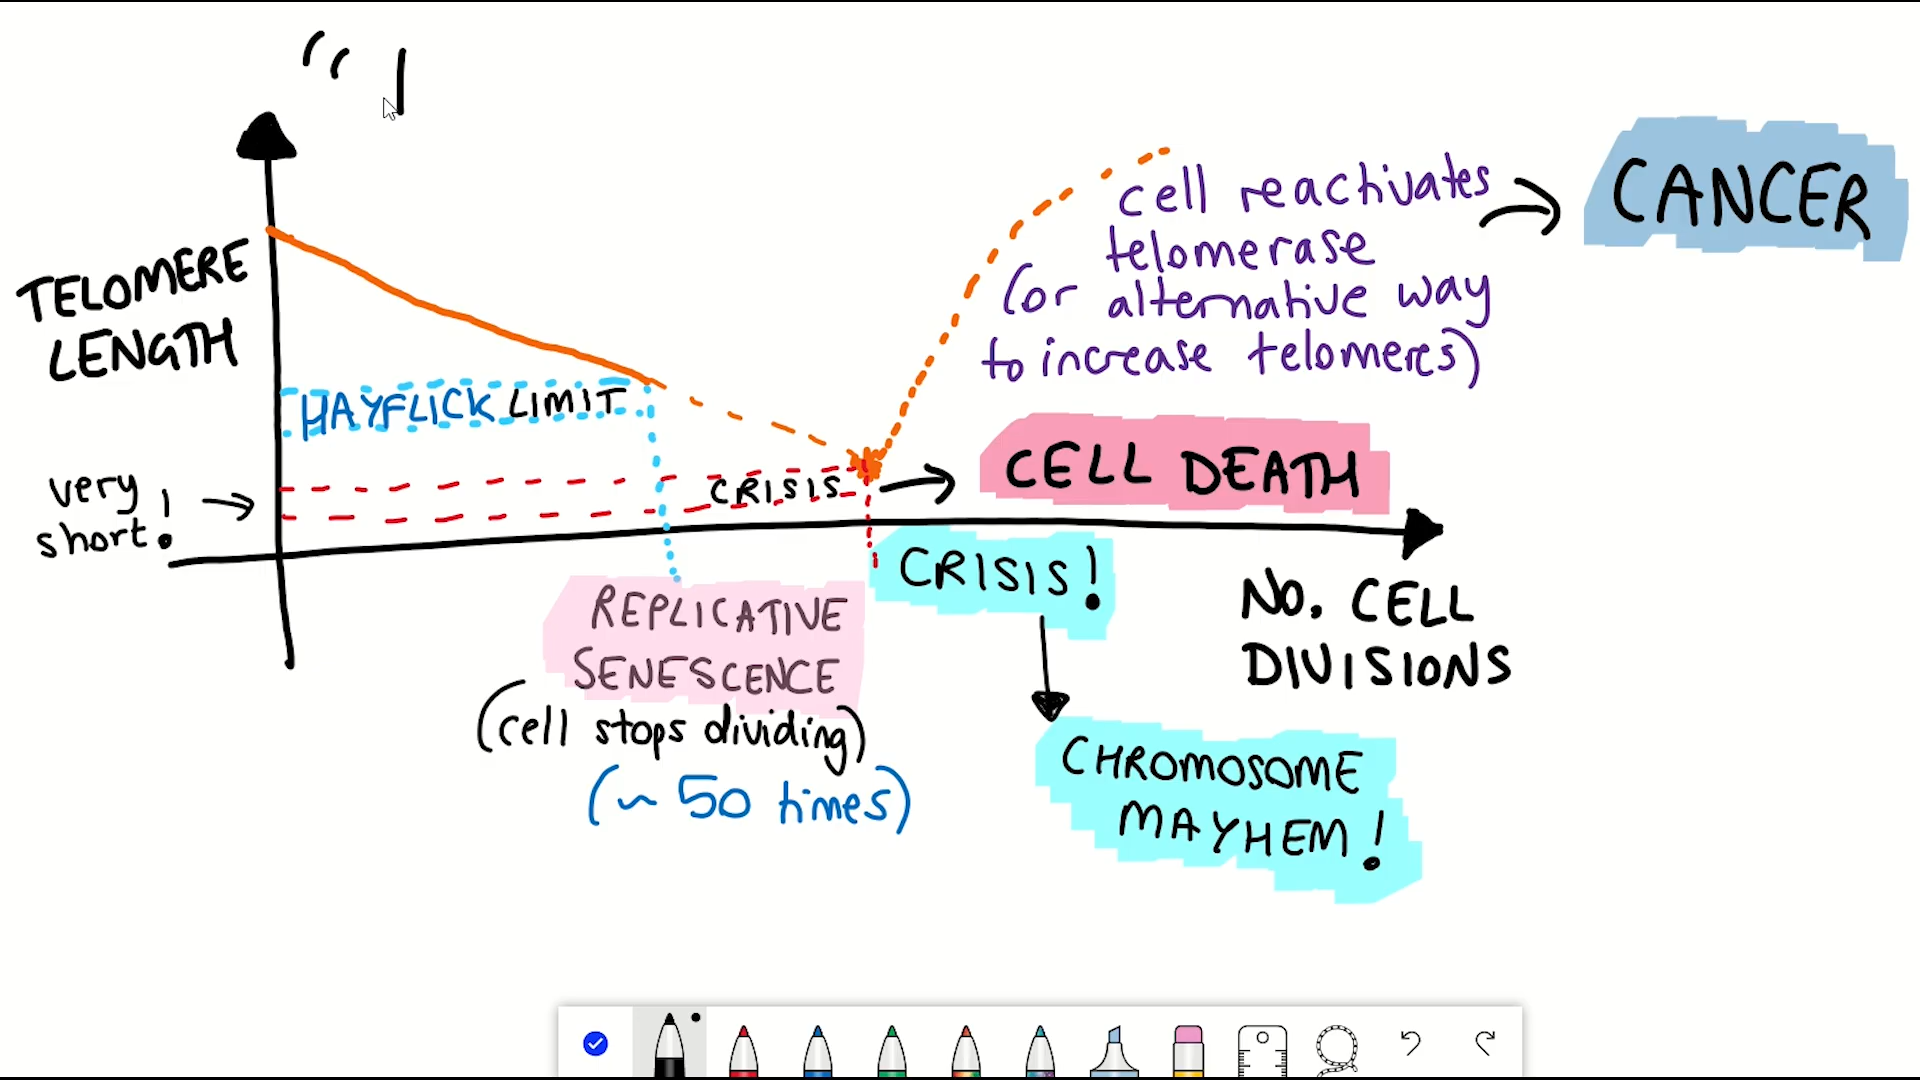 “ I
TELOMERE
LENGTH
HAYFLICK LIMIT
very
short!
CRISIS
cell reactivates
telomerase
(or alternative way
to increase telomeres)
CANCER
CELL DEATH
CRISIS!
NO. CELL
DIVISIONS
REPLICATIVE
SENESCENCE
(cell stops dividing)
(~ 50 times)
CHROMOSOME
MAYHEM!